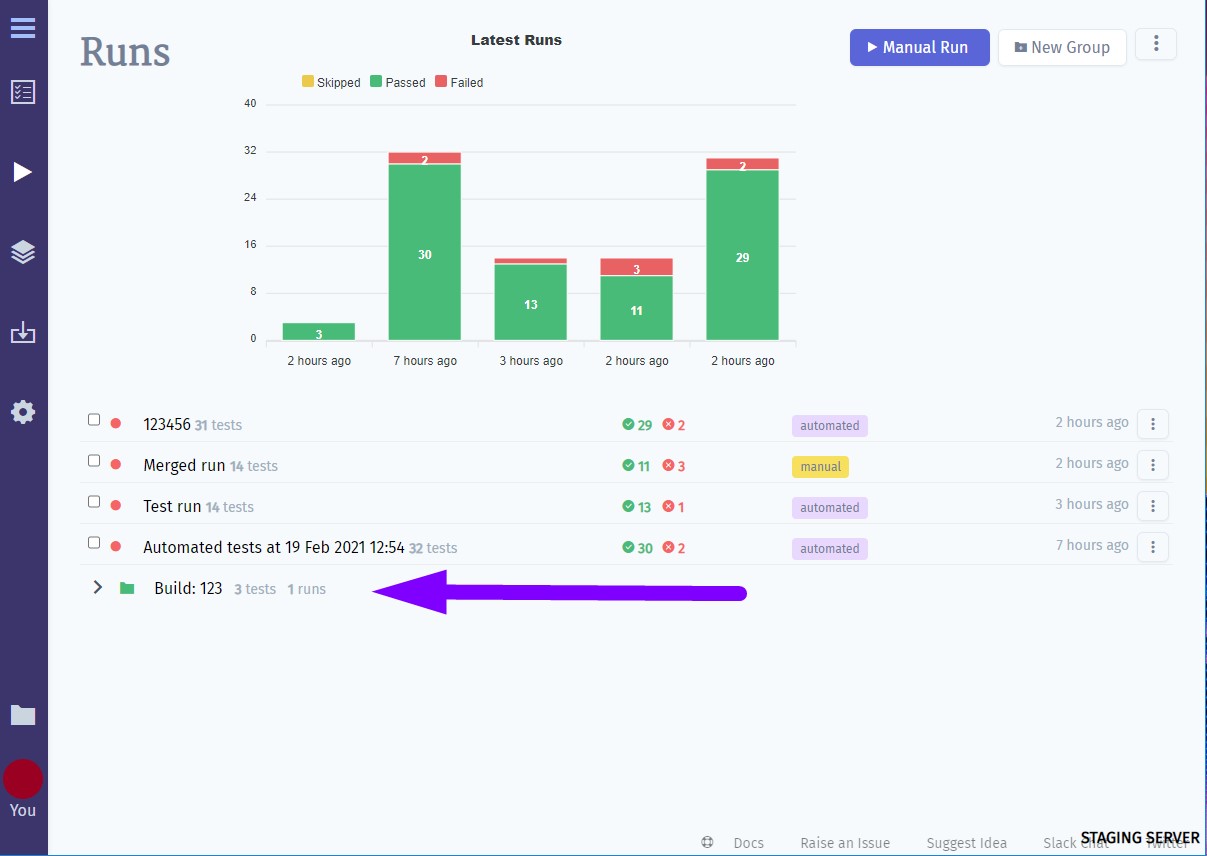 Runs
Latest Runs
Manual Run
New Group
Skipped Passed Failed
40
32
24
16
8
0
2
30
13
3
11
2
29
3
2 hours ago 7 hours ago 3 hours ago 2 hours ago 2 hours ago
123456 31 tests 29 2 automated 2 hours ago
Merged run 14 tests 11 3 manual 2 hours ago
Test run 14 tests 13 1 automated 3 hours ago
Automated tests at 19 Feb 2021 12:54 32 tests 30 2 automated 7 hours ago
Build: 123 3 tests 1 runs
You
Docs Raise an Issue Suggest Idea Slack Chat Twitter
STAGING SERVER